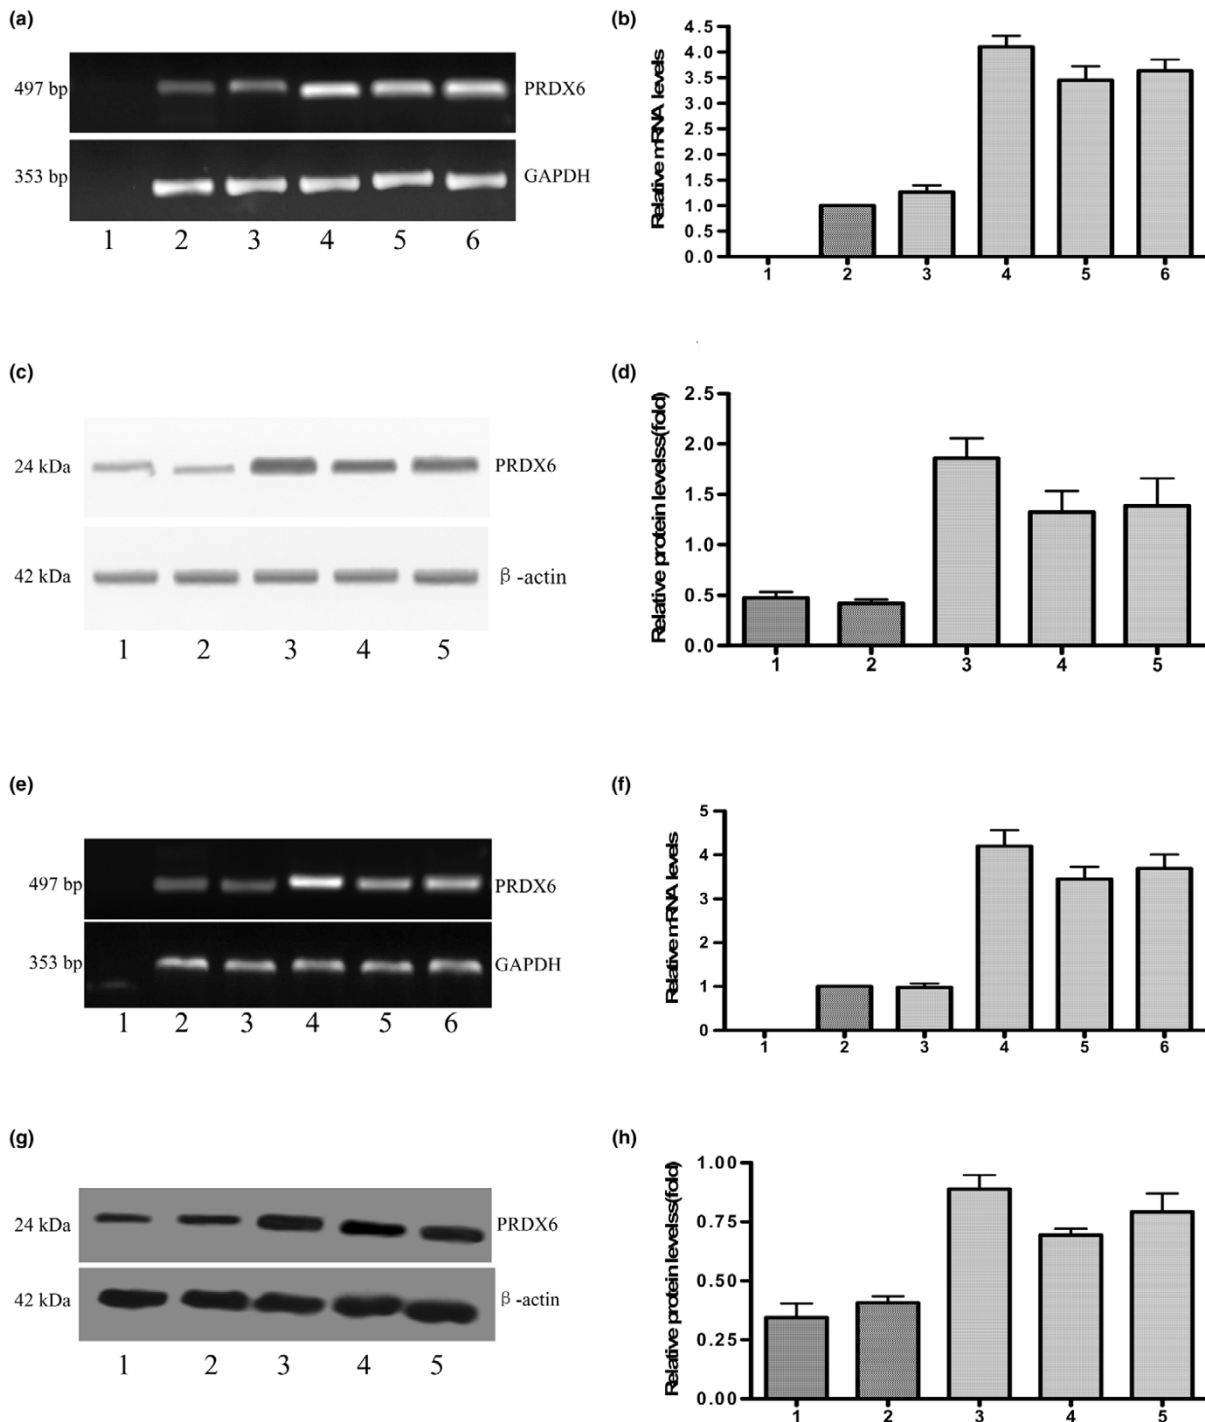 (a)
497 bp PRDX6
353 bp GAPDH
1 2 3 4 5 6
(b)
Relative mRNA levels
4.5
4.0
3.5
3.0
2.5
2.0
1.5
1.0
0.5
0.0
1 2 3 4 5 6
(c)
24 kDa PRDX6
42 kDa β-actin
1 2 3 4 5
(d)
Relative protein levelss(fold)
2.5
2.0
1.5
1.0
0.5
0.0
1 2 3 4 5
(e)
497 bp PRDX6
353 bp GAPDH
1 2 3 4 5 6
(f)
Relative mRNA levels
5
4
3
2
1
0
1 2 3 4 5 6
(g)
24 kDa PRDX6
42 kDa β-actin
1 2 3 4 5
(h)
Relative protein levelss(fold)
1.00
0.75
0.50
0.25
0.00
1 2 3 4 5